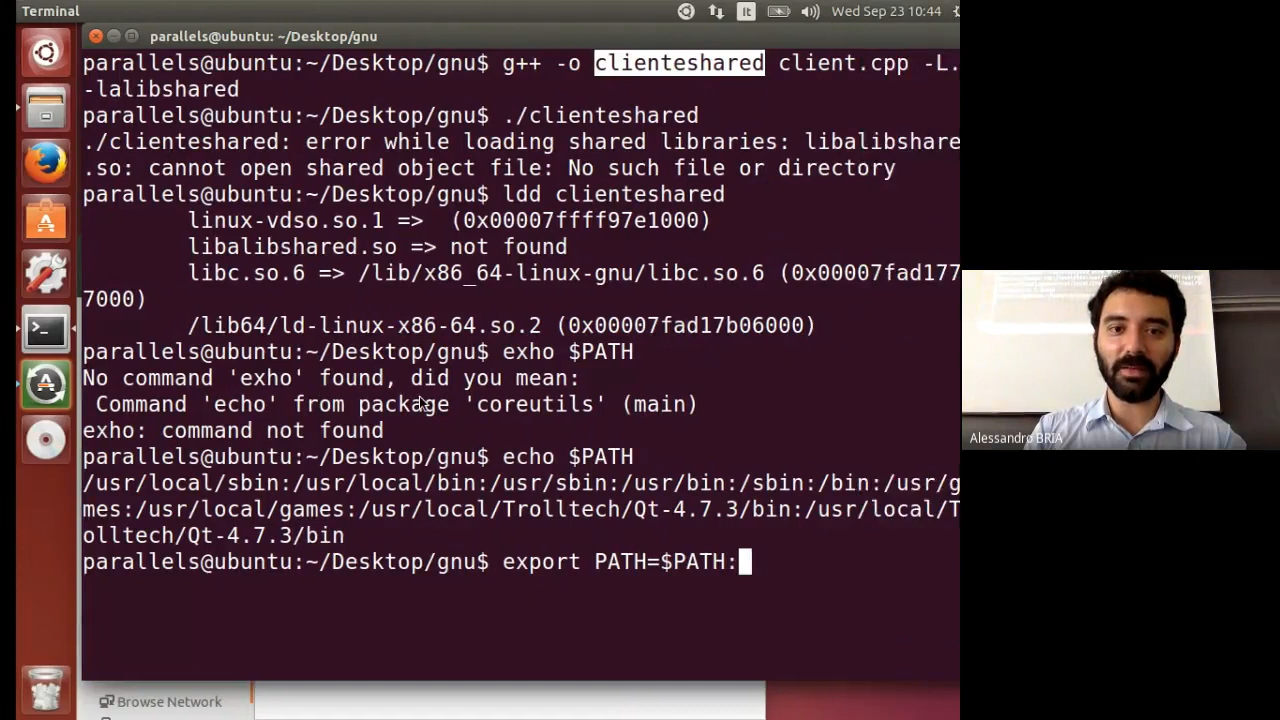 Terminal
It
Wed Sep 23 10:44
parallels@ubuntu: ~/Desktop/gnu
parallels@ubuntu:~/Desktop/gnu$ g++ -o clienteshared client.cpp -L.
-lalibshared
parallels@ubuntu:~/Desktop/gnu$ ./clienteshared
./clienteshared: error while loading shared libraries: libalibshare
.so: cannot open shared object file: No such file or directory
parallels@ubuntu:~/Desktop/gnu$ ldd clienteshared
linux-vdso.so.1 =>  (0x00007ffff97e1000)
libalibshared.so => not found
libc.so.6 => /lib/x86_64-linux-gnu/libc.so.6 (0x00007fad177
7000)
/lib64/ld-linux-x86-64.so.2 (0x00007fad17b06000)
parallels@ubuntu:~/Desktop/gnu$ exho $PATH
No command 'exho' found, did you mean:
Command 'echo' from package 'coreutils' (main)
exho: command not found
parallels@ubuntu:~/Desktop/gnu$ echo $PATH
/usr/local/sbin:/usr/local/bin:/usr/sbin:/usr/bin:/sbin:/bin:/usr/g
mes:/usr/local/games:/usr/local/Trolltech/Qt-4.7.3/bin:/usr/local/T
olltech/Qt-4.7.3/bin
parallels@ubuntu:~/Desktop/gnu$ export PATH=$PATH:
Browse Network
Alessandro BRIA